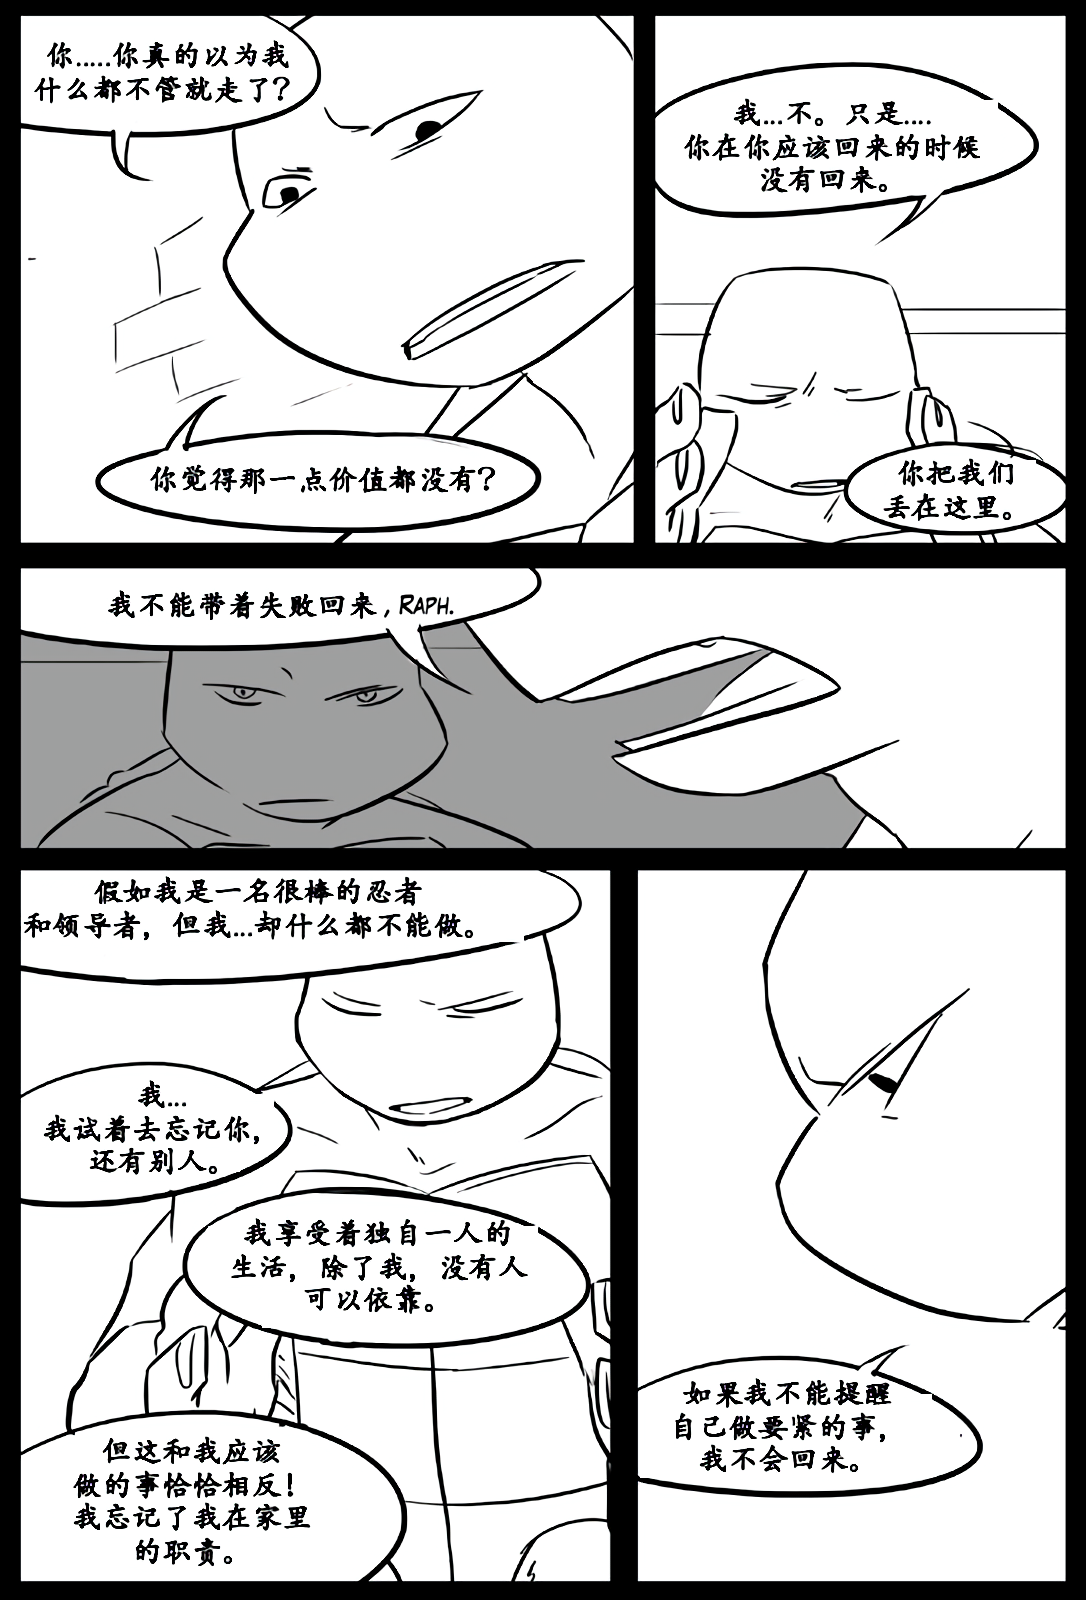 你.....你真的以为我
什么都不管就走了?
你觉得那一点价值都没有?
我...不。只是....
你在你应该回来的时候
没有回来。
你把我们
丢在这里。
我不能带着失败回来, RAPH.
假如我是一名很棒的忍者
和领导者, 但我...却什么都不能做。
我...
我试着去忘记你,
还有别人。
我享受着独自一人的
生活, 除了我, 没有人
可以依靠。
但这和我应该
做的事恰恰相反!
我忘记了我在家里
的职责。
如果我不能提醒
自己做要紧的事,
我不会回来。